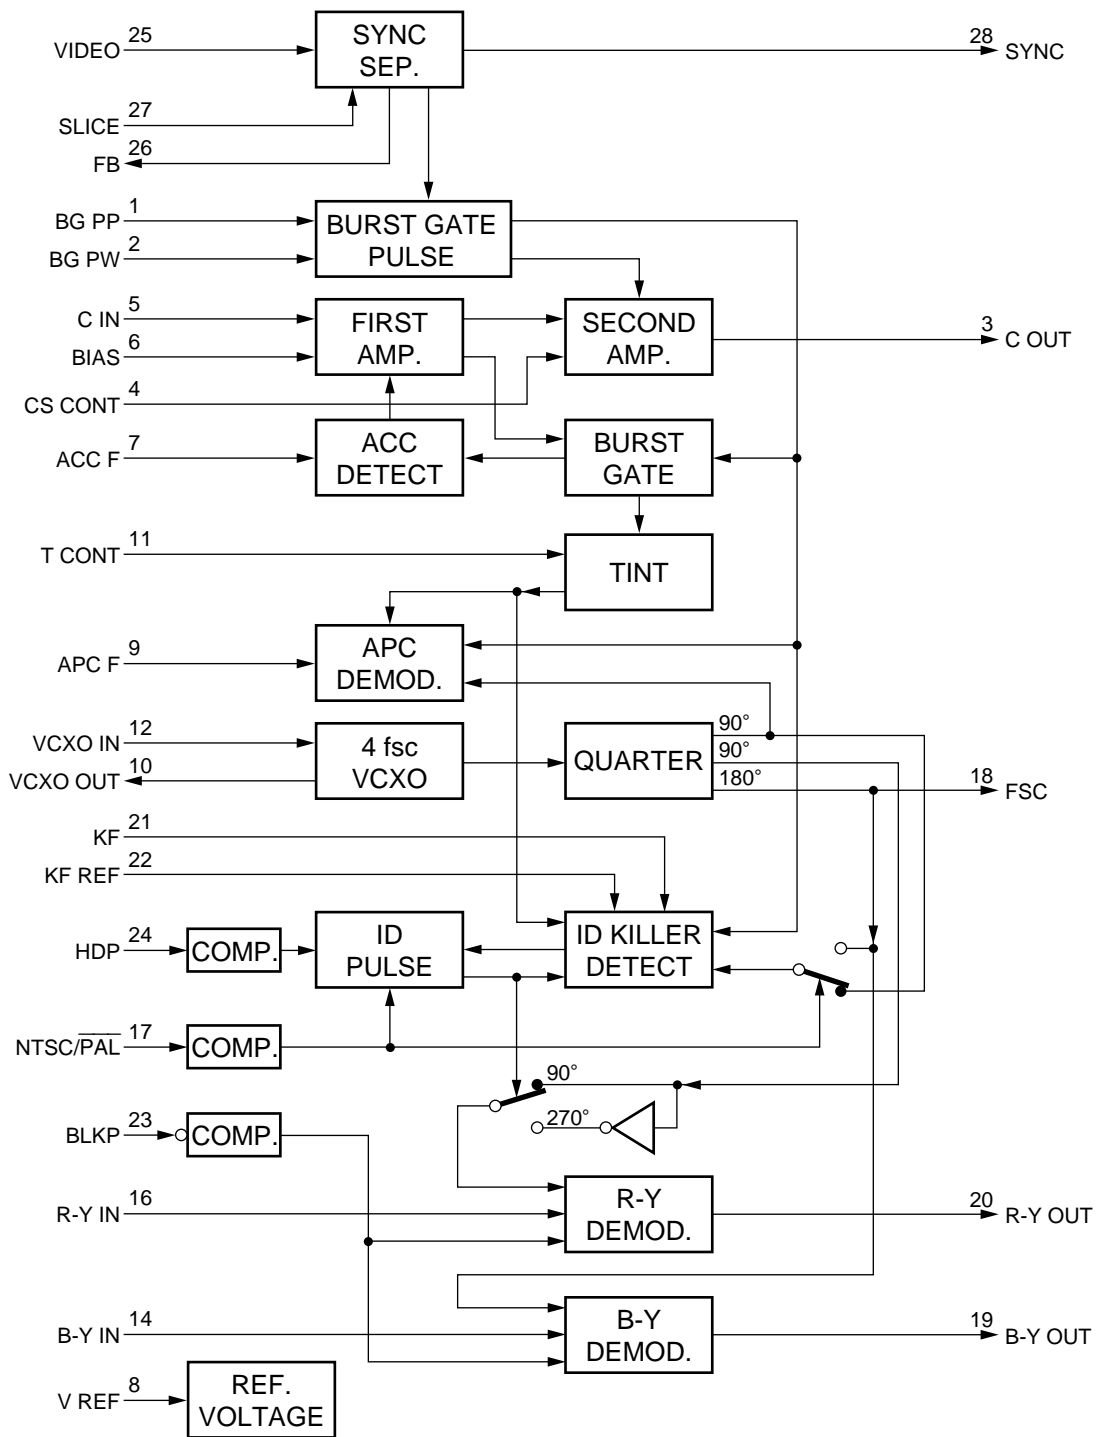 25
VIDEO
SYNC
SEP.
28
SYNC
27
SLICE
26
FB
1
BG PP
2
BG PW
BURST GATE
PULSE
5
C IN
6
BIAS
FIRST
AMP.
SECOND
AMP.
3
C OUT
4
CS CONT
7
ACC F
ACC
DETECT
BURST
GATE
11
T CONT
TINT
9
APC F
APC
DEMOD.
12
VCXO IN
10
VCXO OUT
4 fsc
VCXO
QUARTER
90°
90°
180°
18
FSC
21
KF
22
KF REF
24
HDP
COMP.
ID
PULSE
ID KILLER
DETECT
17
NTSC/P̅A̅L̅
COMP.
90°
270°
23
BLKP
COMP.
16
R-Y IN
R-Y
DEMOD.
20
R-Y OUT
14
B-Y IN
B-Y
DEMOD.
19
B-Y OUT
8
V REF
REF.
VOLTAGE